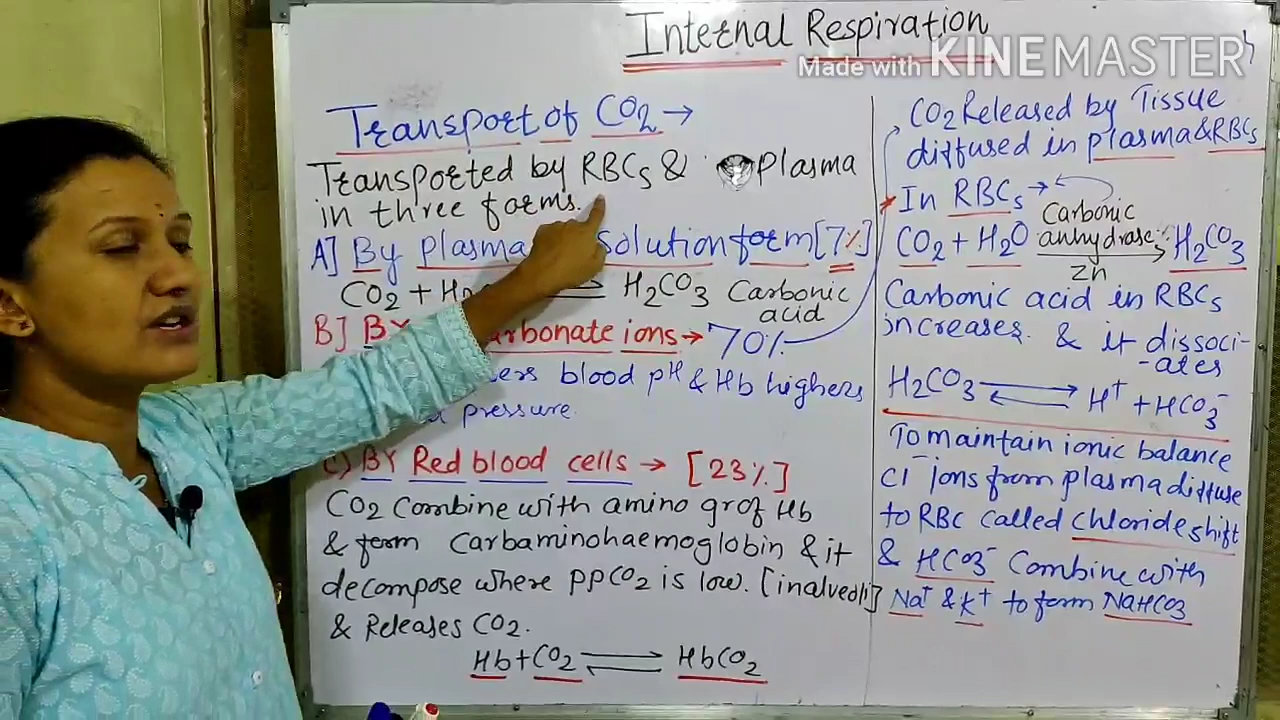 Internal Respiration
Made with KINEMASTER
Transport of CO2 →
Transported by RBCs & Plasma
in three forms.
A] By Plasma solution form [7%]
CO2 + H2 ⇌ H2CO3 Carbonic
acid
B] BY arbonate ions → 70%
ers blood pH & Hb highers
pressure.
C) BY Red blood cells → [23%]
CO2 Combine with amino gr of Hb
& form Carbaminohaemoglobin & it
decompose where PPCO2 is low. [inalveoli]
& Releases CO2.
Hb + CO2 ⇌ HbCO2
CO2 Released by Tissue
diffused in plasma & RBCs
* In RBCs →
CO2 + H2O Carbonic anhydrase Zn → H2CO3
Carbonic acid in RBCs
increases. & it dissoci-
-ates
H2CO3 ⇌ H+ + HCO3-
To maintain ionic balance
Cl- ions from plasma diffuse
to RBC called chloride shift
& HCO3- Combine with
Na+ & K+ to form NaHCO3